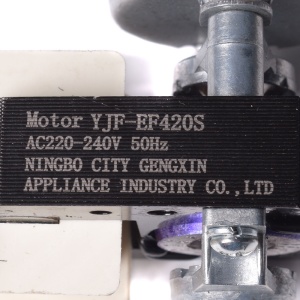 Motor YJF-EF420S
AC220-240V 50Hz
NINGBO CITY GENGXIN
APPLIANCE INDUSTRY CO.,LTD